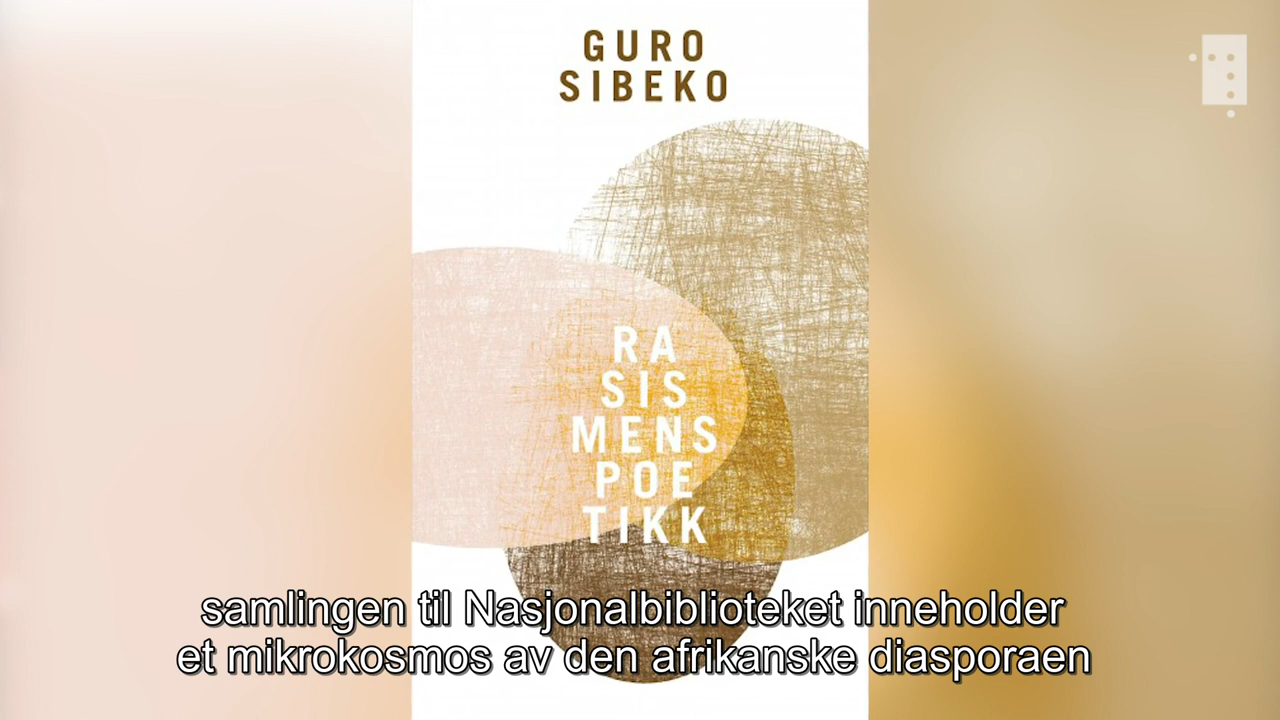 GURO
SIBEKO
RA
SIS
MENS
POE
TIKK
samlingen til Nasjonalbiblioteket inneholder
et mikrokosmos av den afrikanske diasporaen